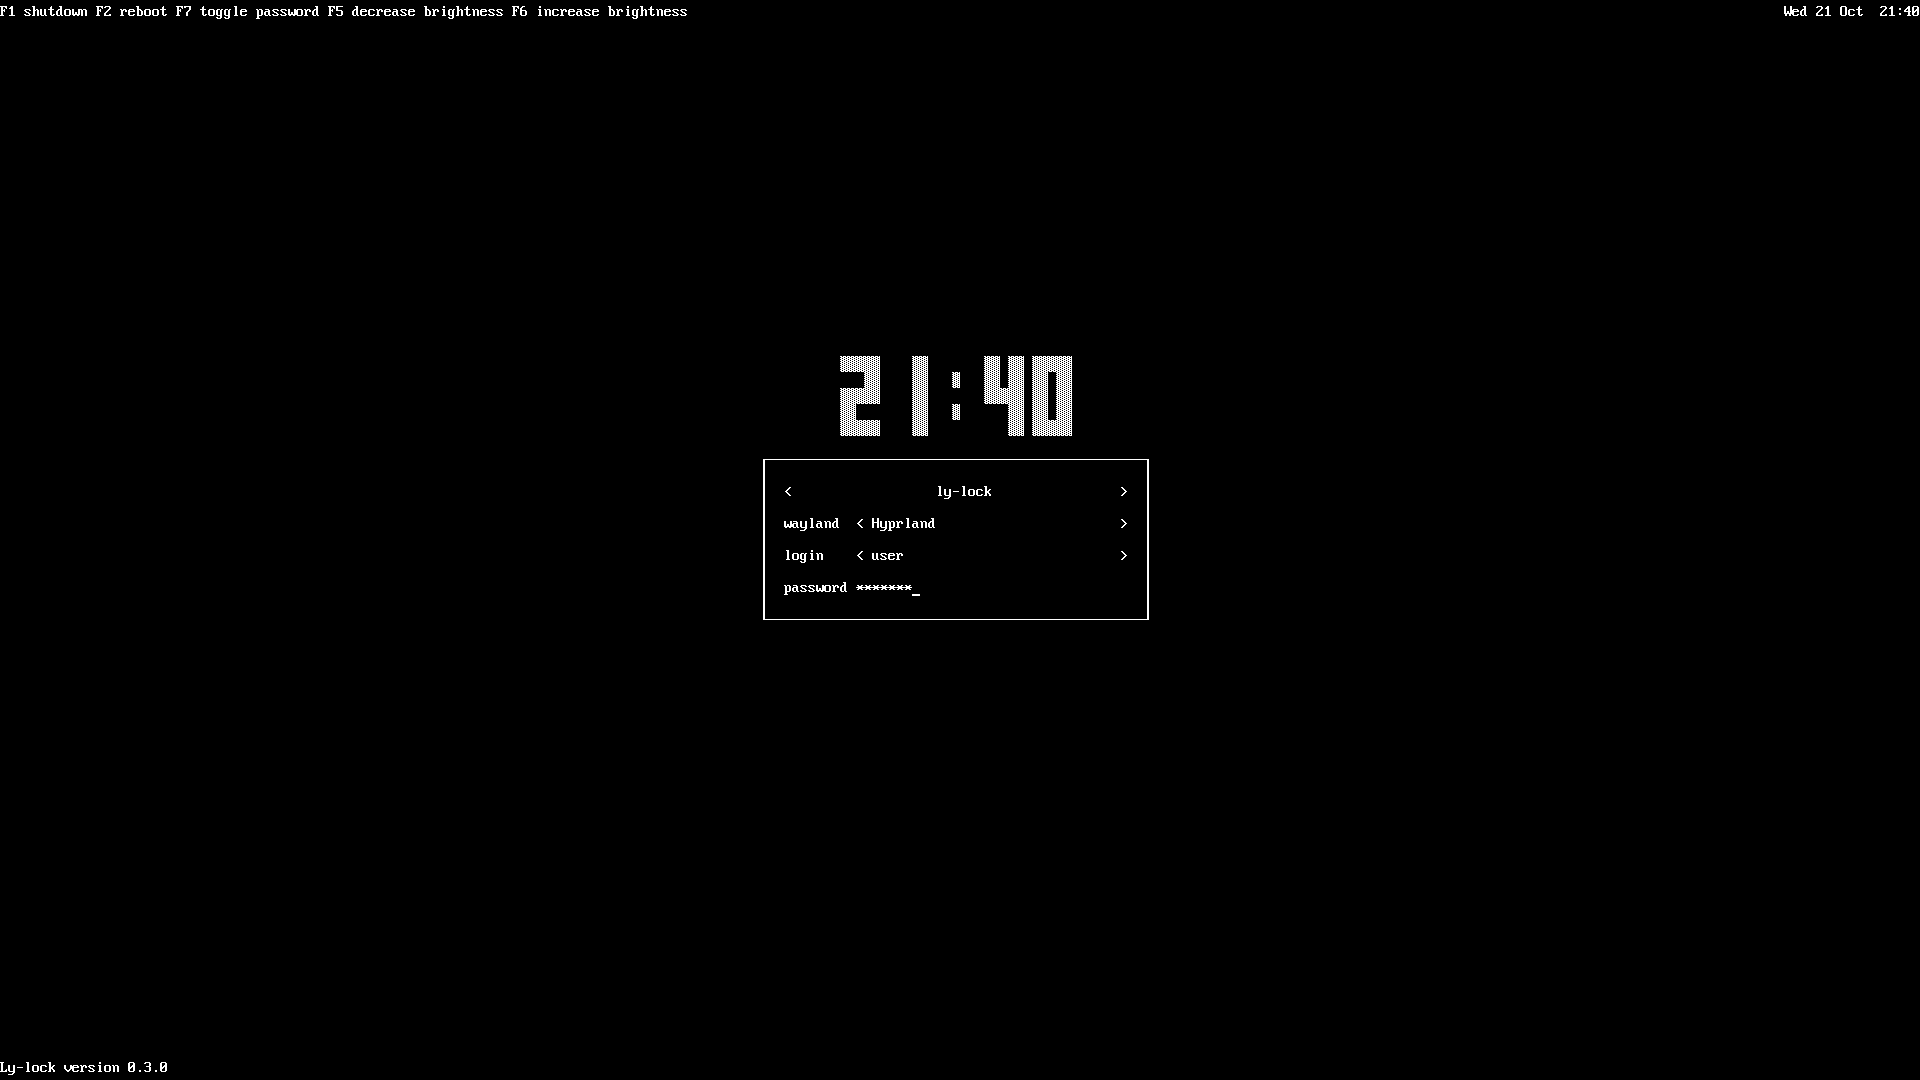 F1 shutdown F2 reboot F7 toggle password F5 decrease brightness F6 increase brightness
Wed 21 Oct  21:40
21:40
< ly-lock >
wayland < Hyprland >
login < user >
password *******_
Ly-lock version 0.3.0